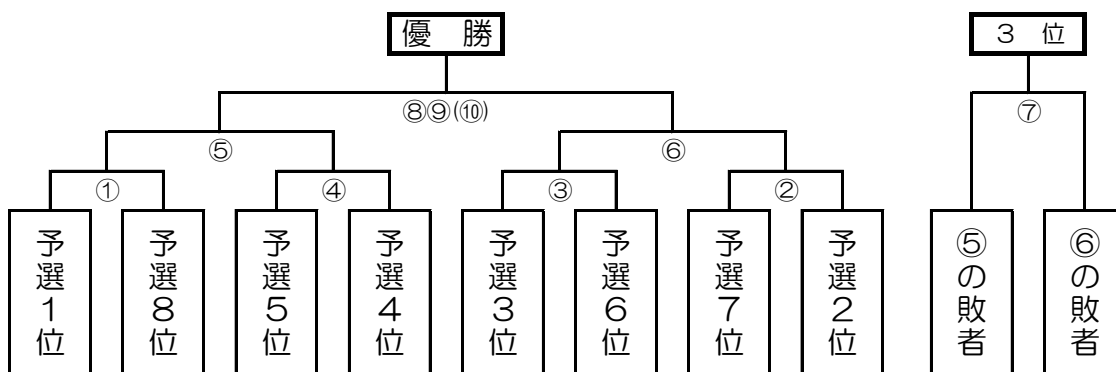 優　勝
３　位
⑧⑨(⑩)
⑦
⑤
⑥
①
④
③
②
予選１位
予選８位
予選５位
予選４位
予選３位
予選６位
予選７位
予選２位
⑤の敗者
⑥の敗者